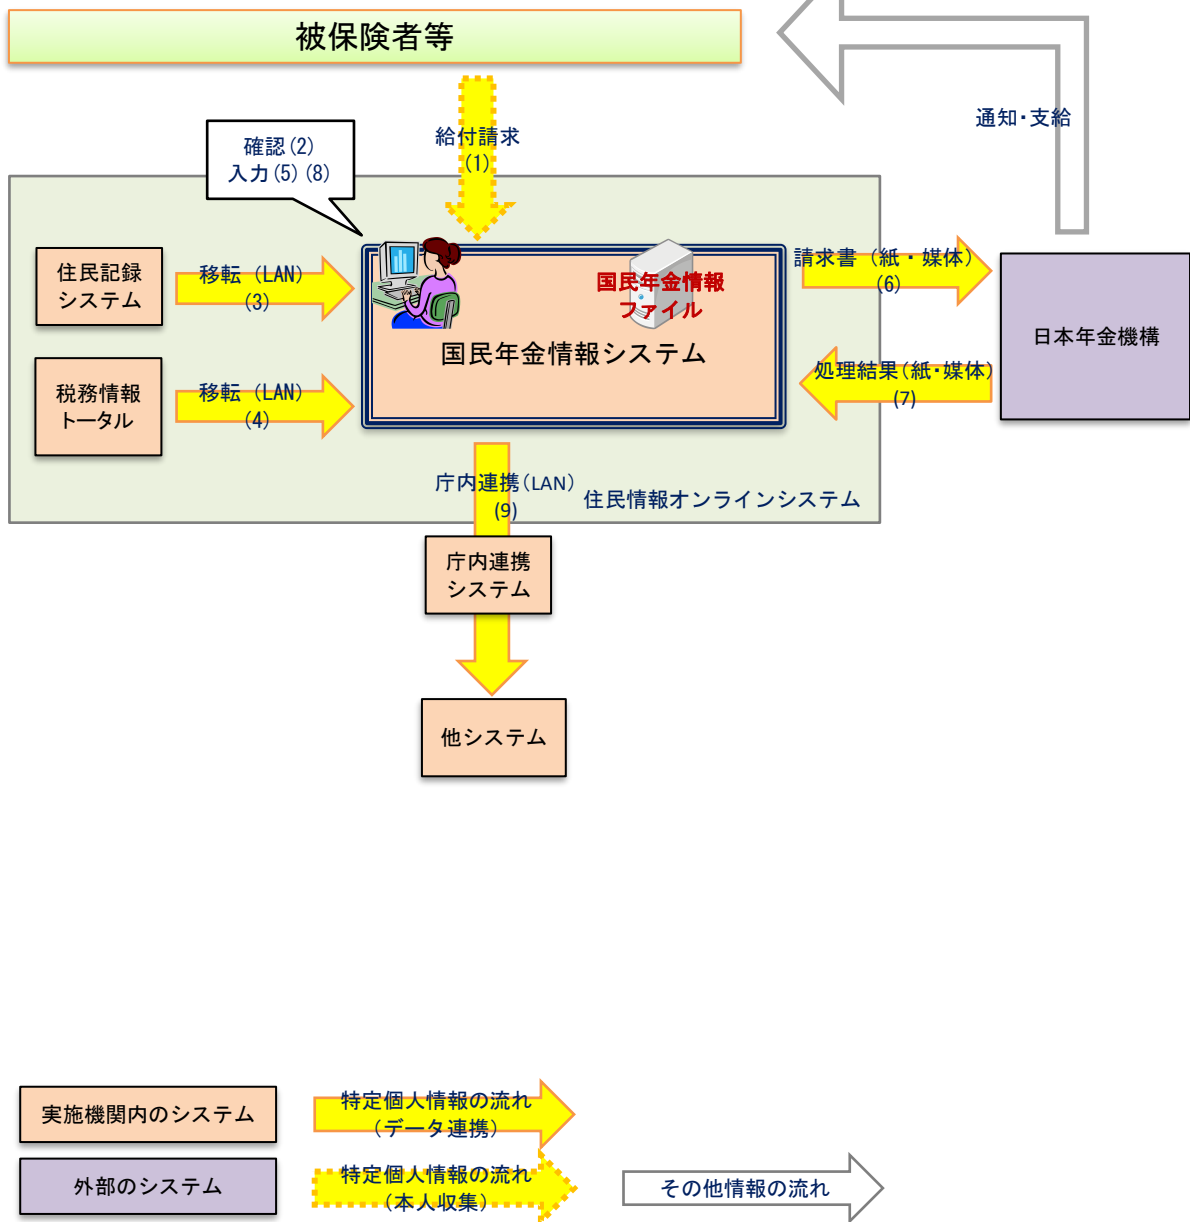 被保険者等
通知・支給
確認(2)
入力(5)(8)
給付請求
(1)
住民記録
システム
移転（LAN）
(3)
国民年金情報
ファイル
国民年金情報システム
請求書（紙・媒体）
(6)
日本年金機構
処理結果（紙・媒体）
(7)
税務情報
トータル
移転（LAN）
(4)
庁内連携（LAN）
(9)
住民情報オンラインシステム
庁内連携
システム
他システム
実施機関内のシステム
特定個人情報の流れ
（データ連携）
外部のシステム
特定個人情報の流れ
（本人収集）
その他情報の流れ